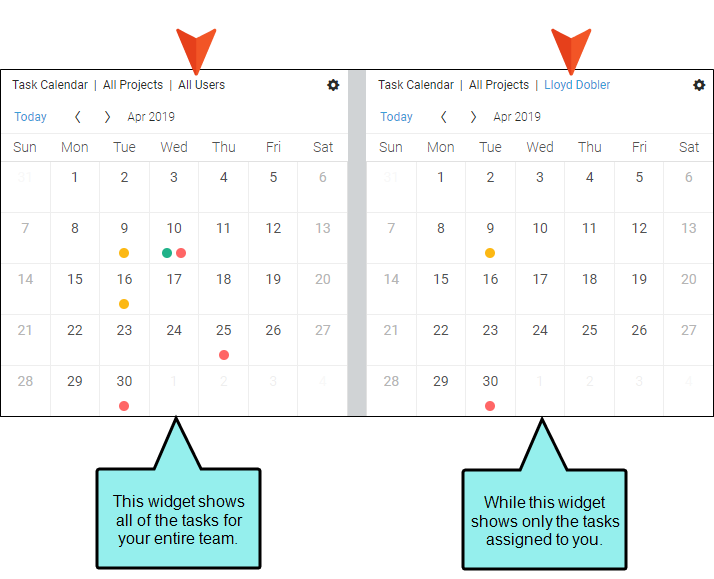 Task Calendar | All Projects | All Users
Today Apr 2019
Sun Mon Tue Wed Thu Fri Sat
31 1 2 3 4 5 6
7 8 9 10 11 12 13
14 15 16 17 18 19 20
21 22 23 24 25 26 27
28 29 30 1 2 3 4
This widget shows
all of the tasks for
your entire team.
Task Calendar | All Projects | Lloyd Dobler
Today Apr 2019
Sun Mon Tue Wed Thu Fri Sat
31 1 2 3 4 5 6
7 8 9 10 11 12 13
14 15 16 17 18 19 20
21 22 23 24 25 26 27
28 29 30 1 2 3 4
While this widget
shows only the tasks
assigned to you.